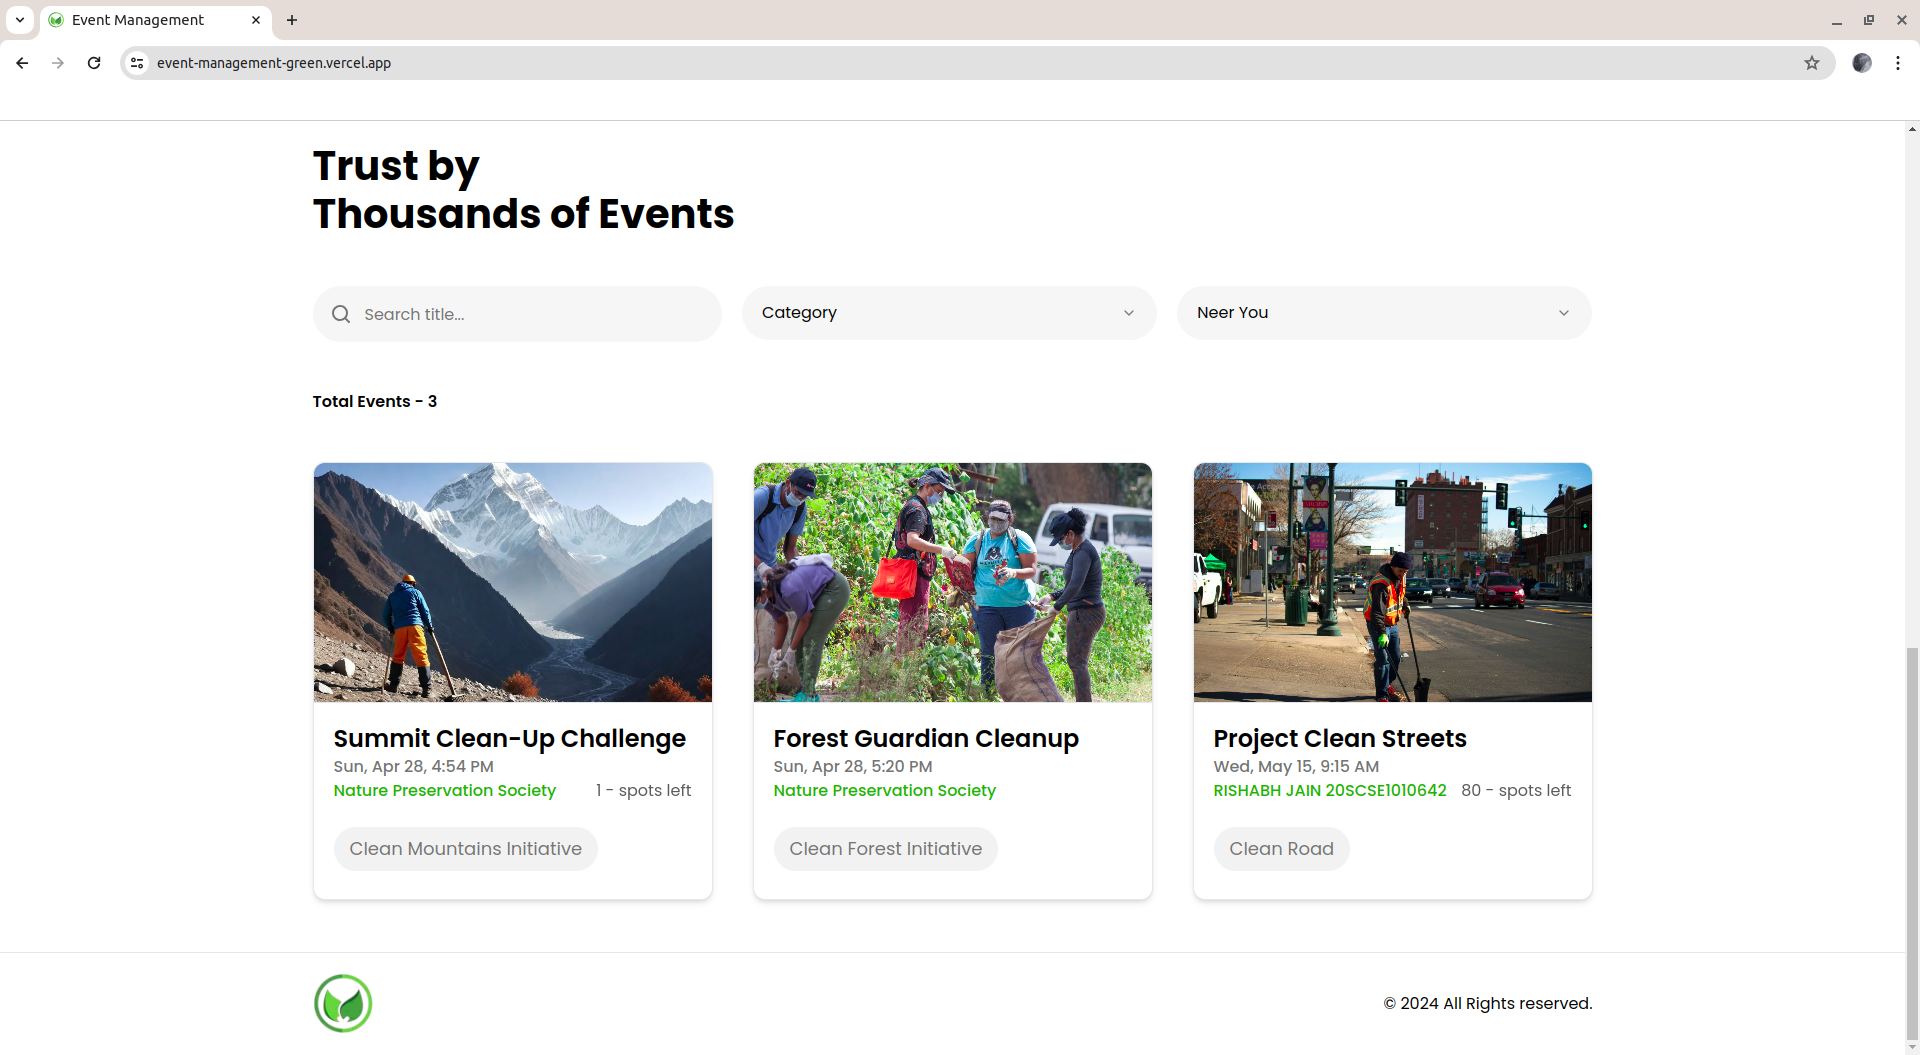 Event Management
event-management-green.vercel.app
Trust by
Thousands of Events
Search title...
Category
Neer You
Total Events - 3
Summit Clean-Up Challenge
Sun, Apr 28, 4:54 PM
Nature Preservation Society
1 - spots left
Clean Mountains Initiative
Forest Guardian Cleanup
Sun, Apr 28, 5:20 PM
Nature Preservation Society
Clean Forest Initiative
Project Clean Streets
Wed, May 15, 9:15 AM
RISHABH JAIN 20SCSE1010642
80 - spots left
Clean Road
© 2024 All Rights reserved.